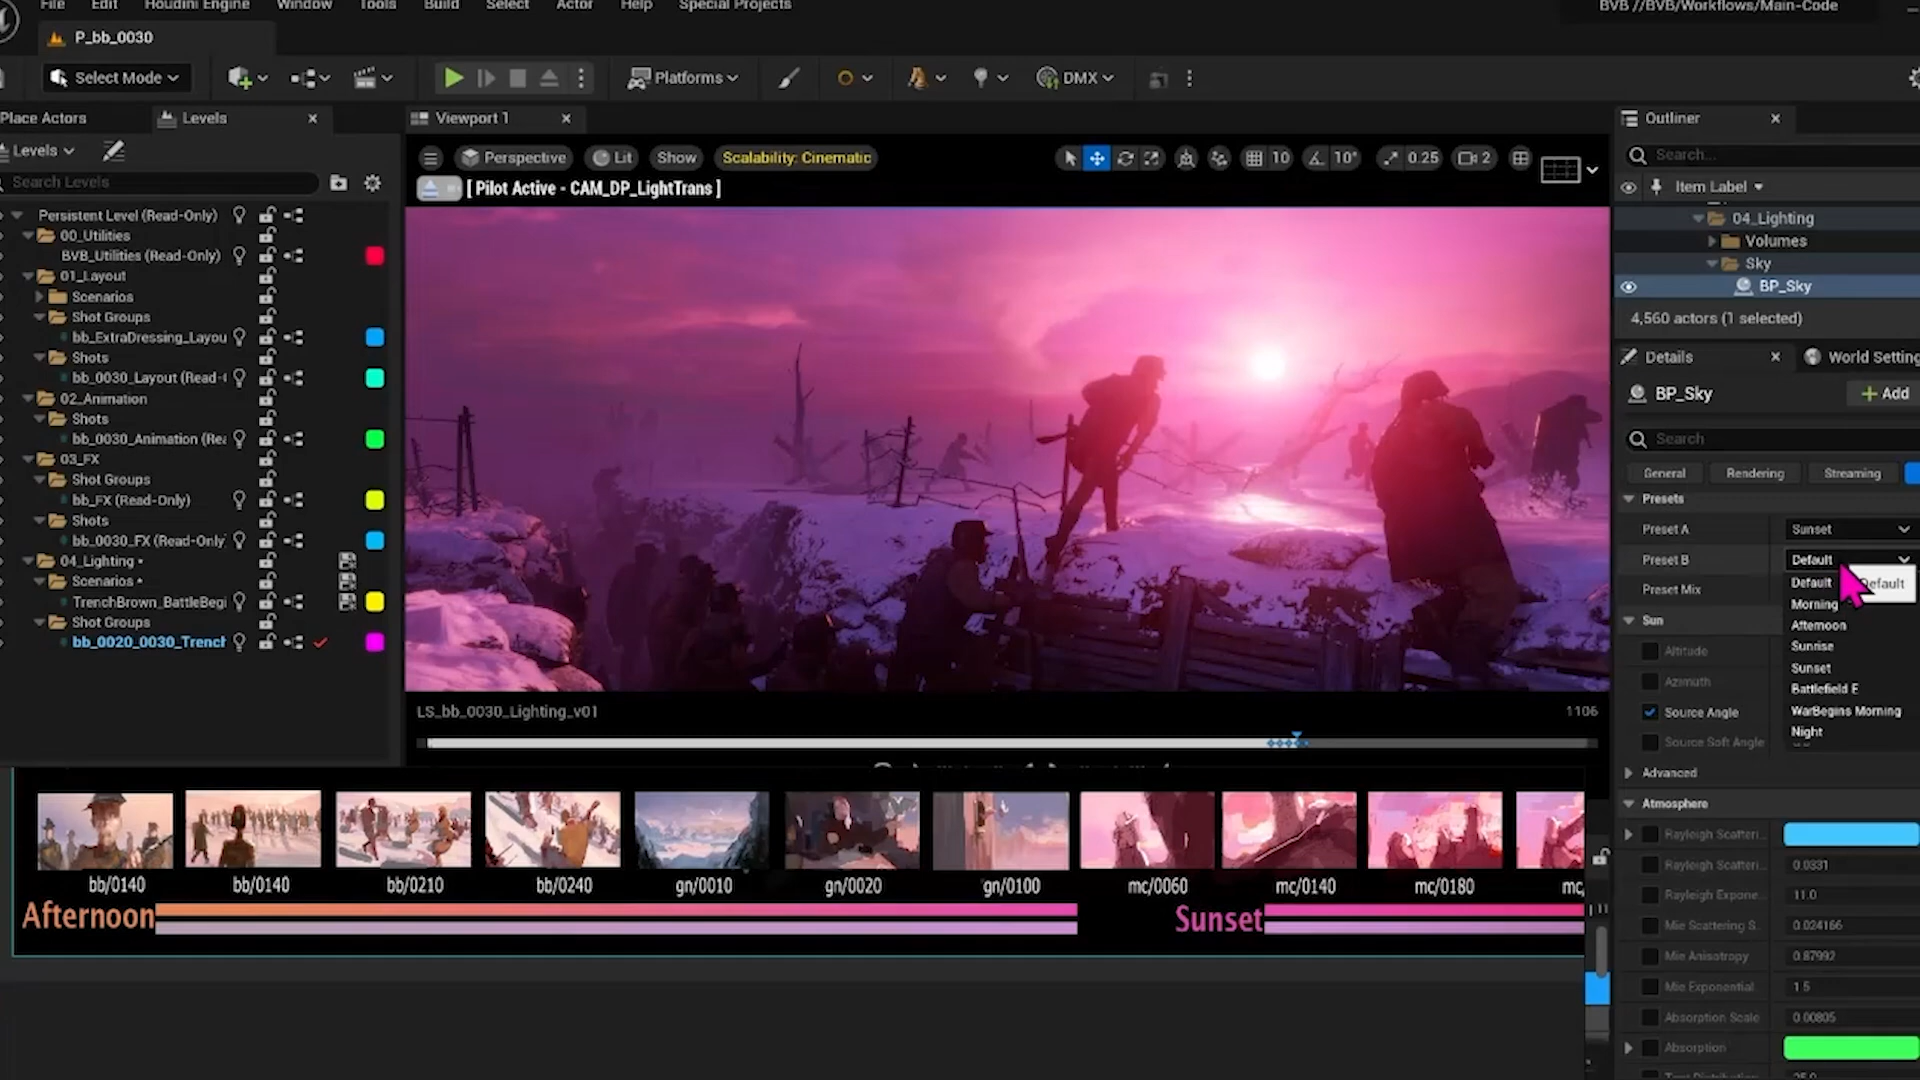 File Edit Houdini Engine Window Tools Build Select Actor Help Special Projects
BVB //BVB/Workflows/Main-Code
P_bb_0030
Select Mode
Platforms
DMX
Place Actors
Levels
Levels
Search Levels
Persistent Level (Read-Only)
00_Utilities
BVB_Utilities (Read-Only)
01_Layout
Scenarios
Shot Groups
bb_ExtraDressing_Layou
Shots
bb_0030_Layout (Read-
02_Animation
Shots
bb_0030_Animation (Rea
03_FX
Shot Groups
bb_FX (Read-Only)
Shots
bb_0030_FX (Read-Only
04_Lighting
Scenarios
TrenchBrown_BattleBegi
Shot Groups
bb_0020_0030_Trench
Viewport 1
Perspective
Lit
Show
Scalability: Cinematic
10
10°
0.25
2
[ Pilot Active - CAM_DP_LightTrans ]
LS_bb_0030_Lighting_v01
1106
bb/0140 bb/0140 bb/0210 bb/0240 gn/0010 gn/0020 gn/0100 mc/0060 mc/0140 mc/0180 mc/
Afternoon
Sunset
Outliner
Search...
Item Label
04_Lighting
Volumes
Sky
BP_Sky
4,560 actors (1 selected)
Details
World Setting
BP_Sky
Add
Search
General
Rendering
Streaming
Presets
Preset A Sunset
Preset B Default
Preset Mix
Default
Default
Morning
Afternoon
Sunrise
Sunset
Battlefield E
WarBegins Morning
Night
Sun
Altitude
Azimuth
Source Angle
Source Soft Angle
Advanced
Atmosphere
Rayleigh Scatteri...
Rayleigh Scatteri... 0.0331
Rayleigh Expone... 11.0
Mie Scattering S... 0.024166
Mie Anisotropy 0.87992
Mie Exponential 1.5
Absorption Scale 0.00805
Absorption